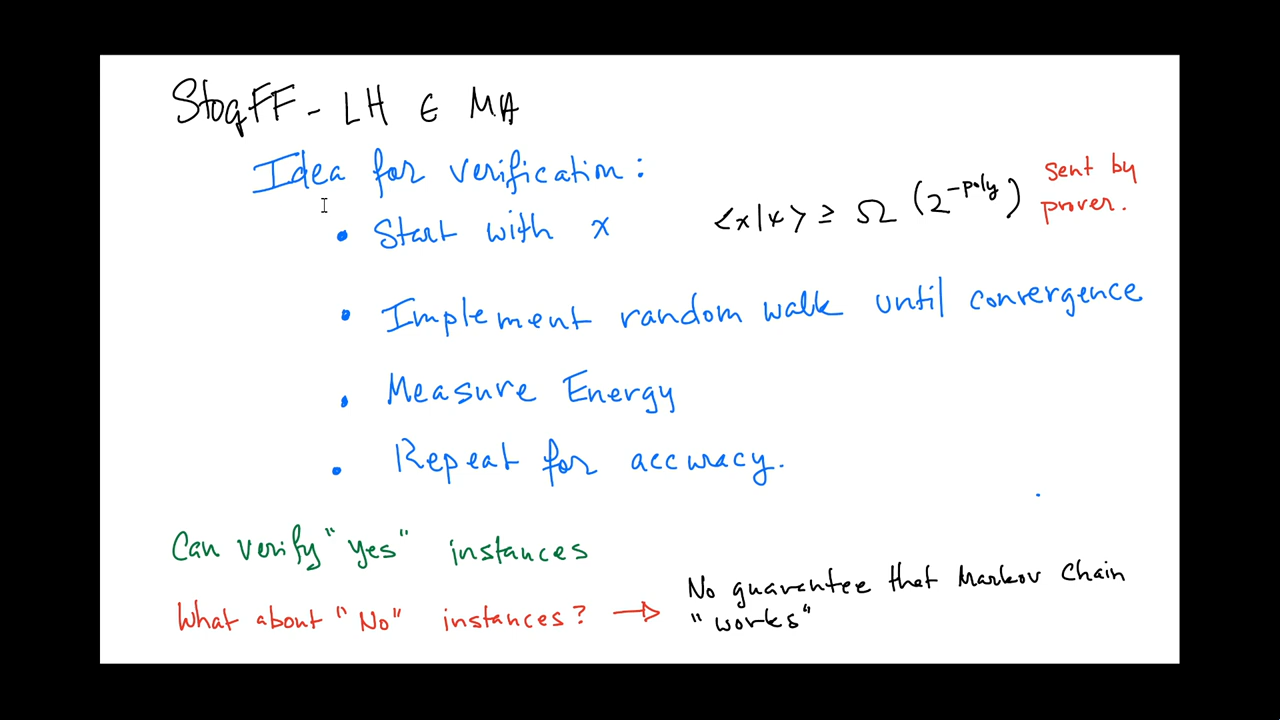 StoqFF - LH ∈ MA
Idea for verification:
• Start with x
<x|ψ> ≥ Ω (2^-poly) sent by prover.
• Implement random walk until convergence
• Measure Energy
• Repeat for accuracy.
Can verify "yes" instances
What about "No" instances? → No guarantee that Markov chain "works"